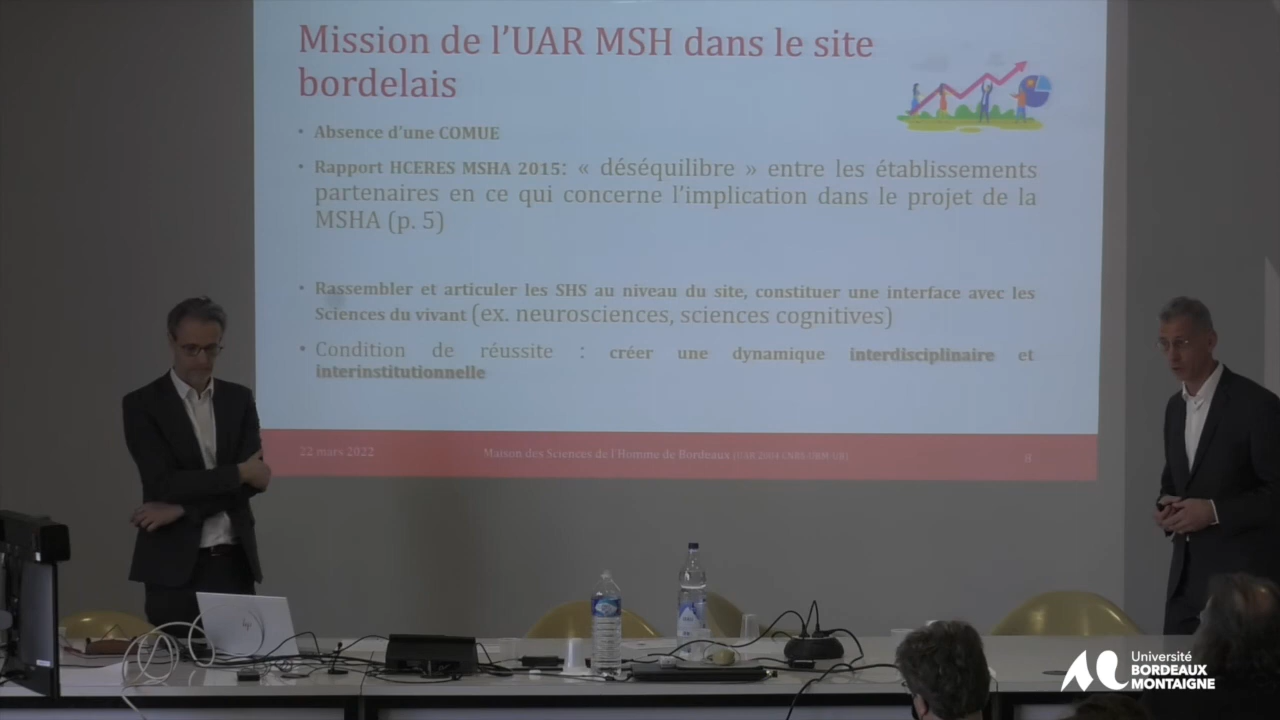 Mission de l'UAR MSH dans le site
bordelais
• Absence d'une COMUE
• Rapport HCERES MSHA 2015: « déséquilibre » entre les établissements
partenaires en ce qui concerne l'implication dans le projet de la
MSHA (p. 5)
• Rassembler et articuler les SHS au niveau du site, constituer une interface avec les
Sciences du vivant (ex. neurosciences, sciences cognitives)
• Condition de réussite : créer une dynamique interdisciplinaire et
interinstitutionnelle
22 mars 2022
Maison des Sciences de l'Homme de Bordeaux
8
hp
Université
BORDEAUX
MONTAIGNE